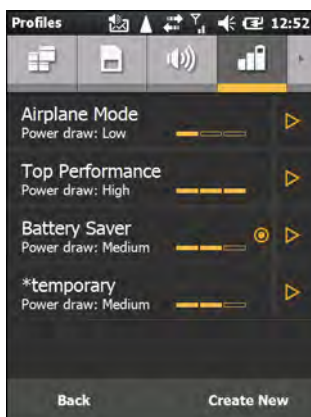 Profiles 12:52
Airplane Mode
Power draw: Low
Top Performance
Power draw: High
Battery Saver
Power draw: Medium
*temporary
Power draw: Medium
Back Create New